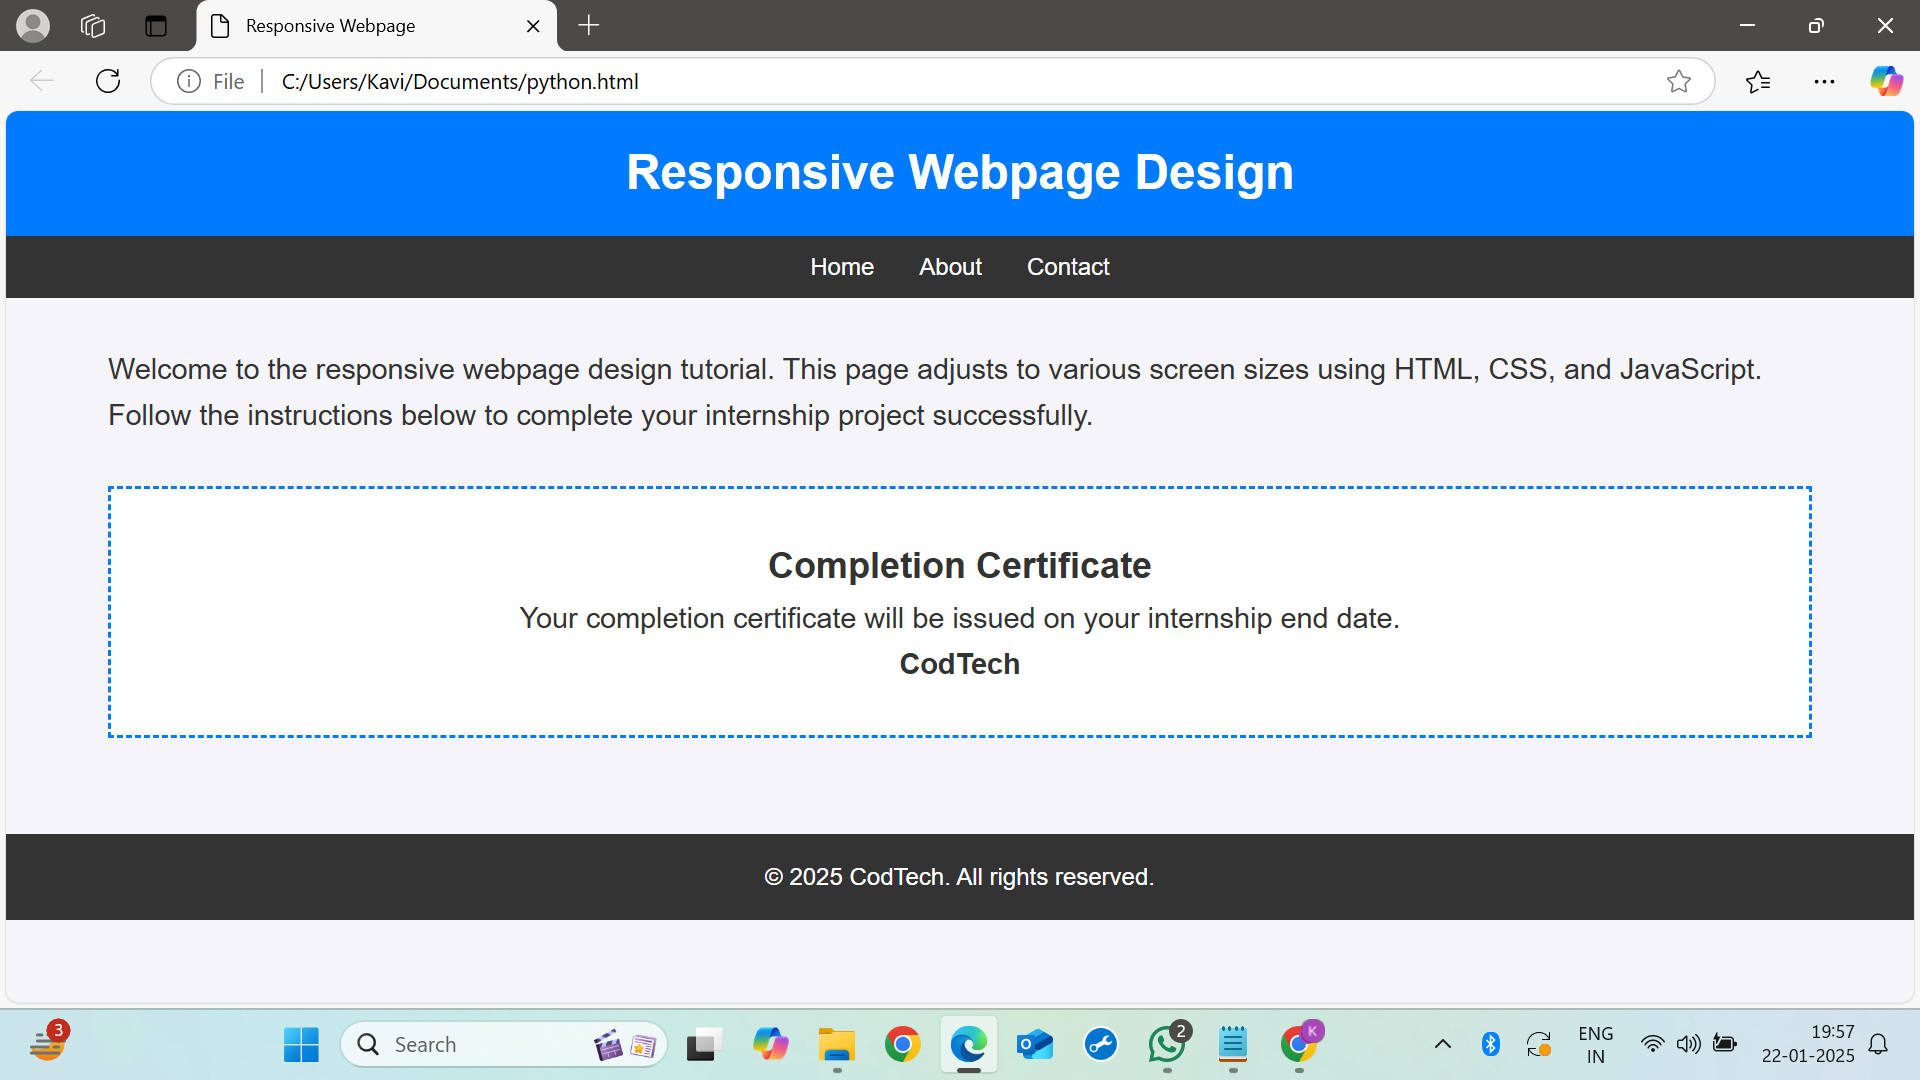 Responsive Webpage
File
C:/Users/Kavi/Documents/python.html
Responsive Webpage Design
Home About Contact
Welcome to the responsive webpage design tutorial. This page adjusts to various screen sizes using HTML, CSS, and JavaScript.
Follow the instructions below to complete your internship project successfully.
Completion Certificate
Your completion certificate will be issued on your internship end date.
CodTech
© 2025 CodTech. All rights reserved.
3
Search
2
K
ENG
IN
19:57
22-01-2025